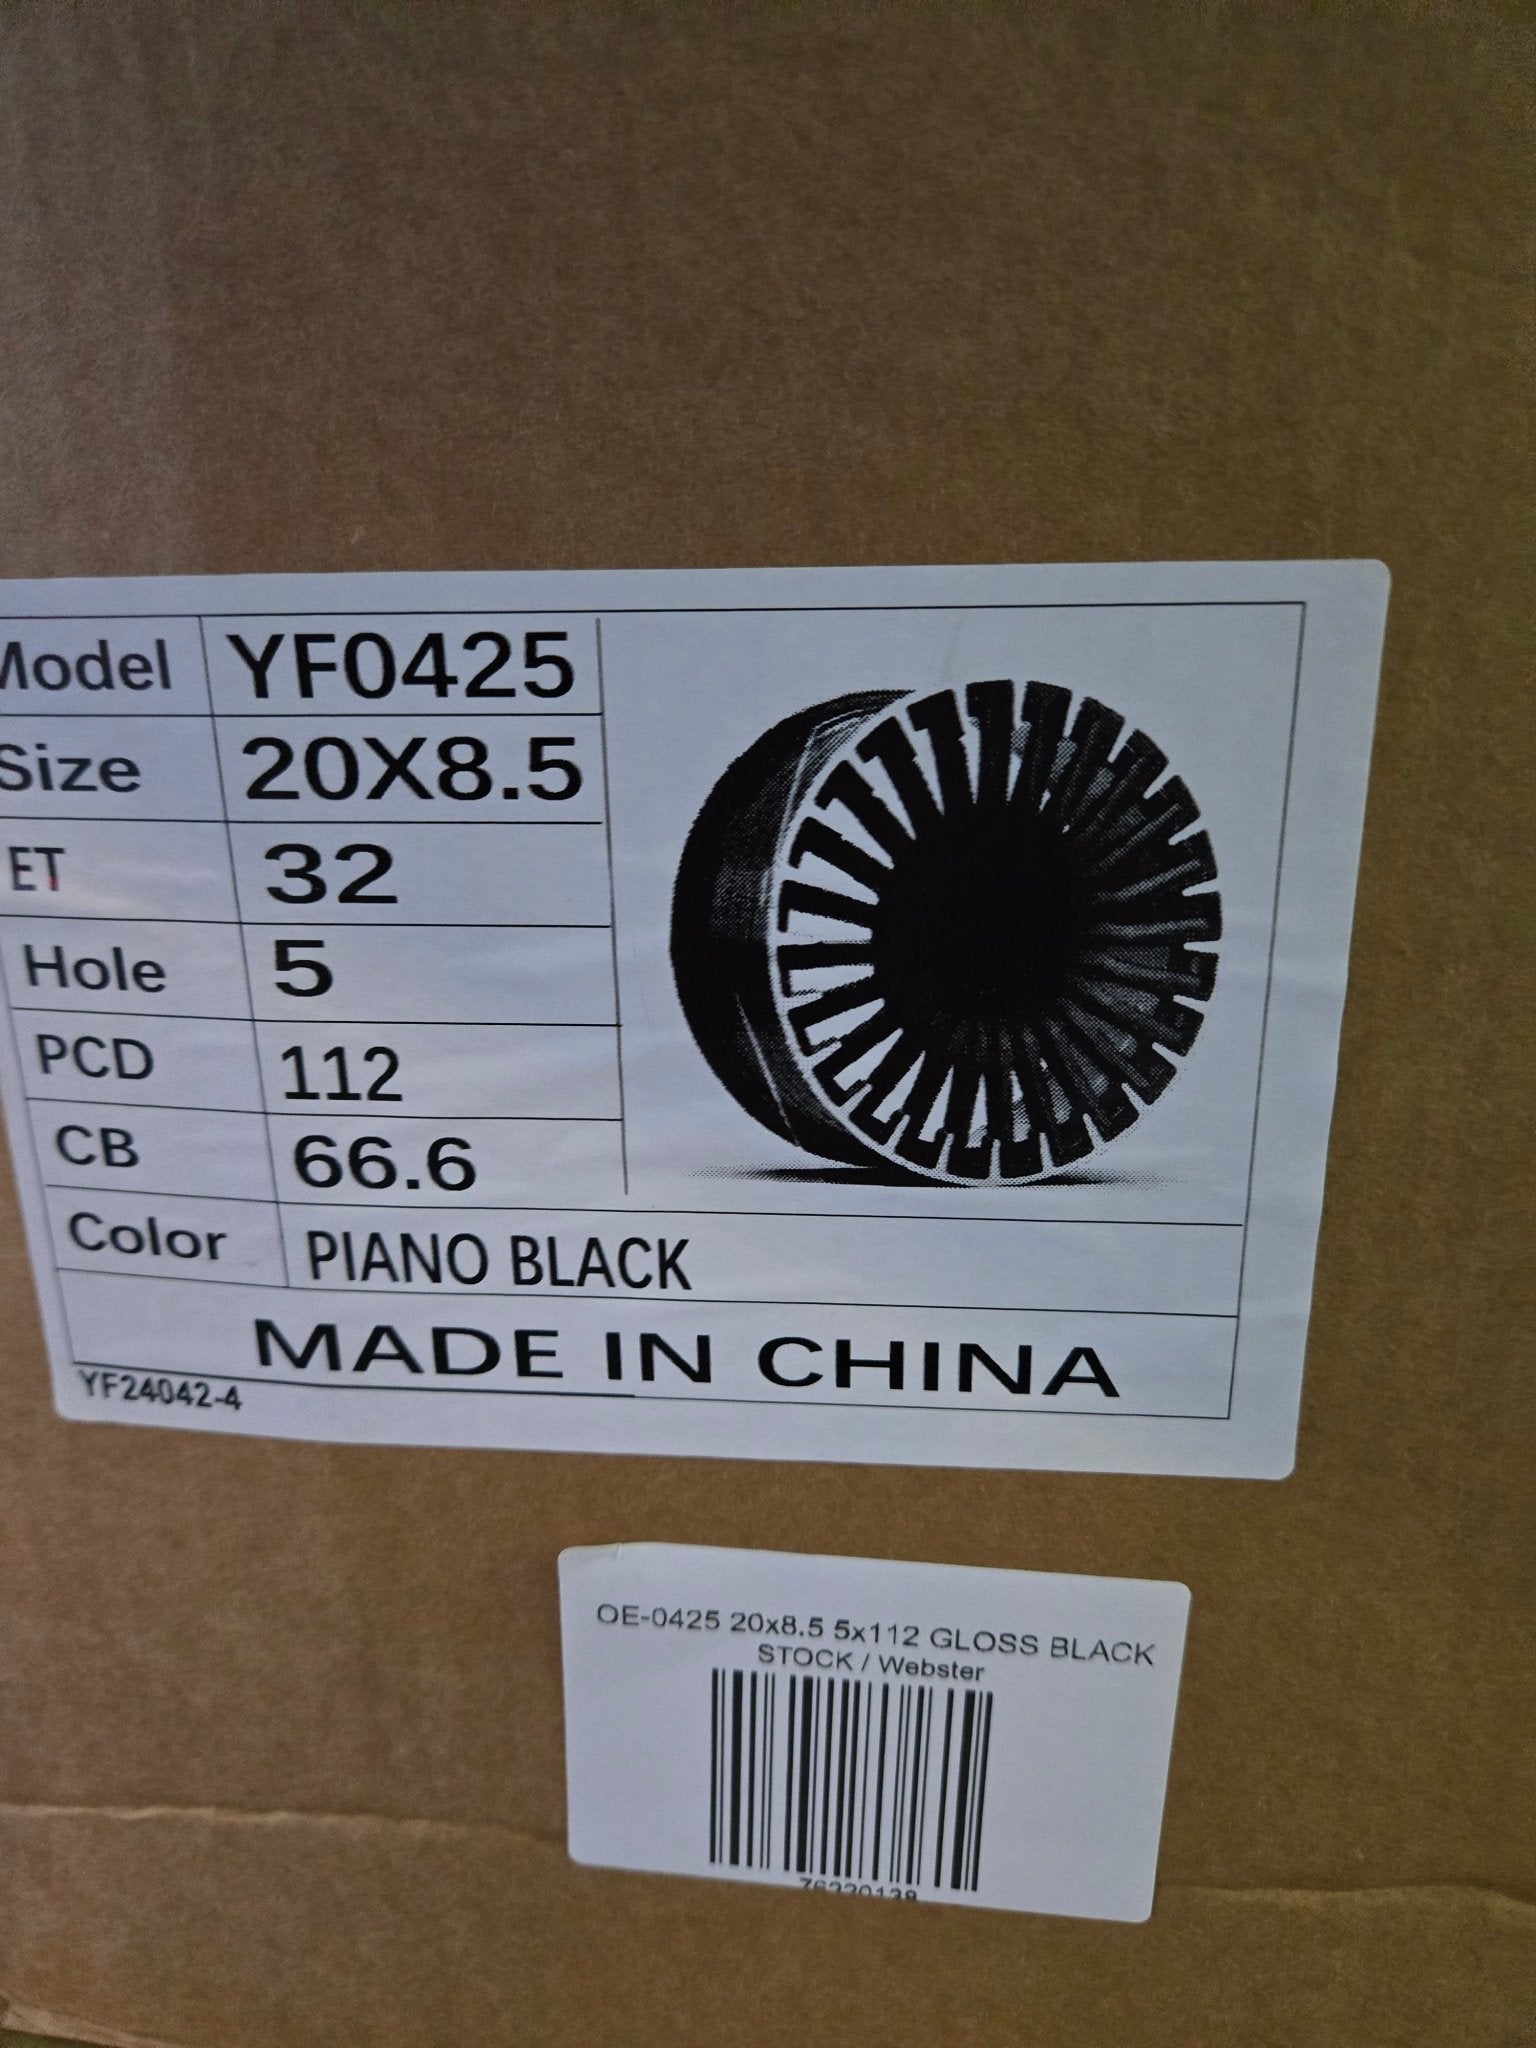 Model YF0425
Size 20X8.5
ET 32
Hole 5
PCD 112
CB 66.6
Color PIANO BLACK
MADE IN CHINA
YF24042-4
OE-0425 20x8.5 5x112 GLOSS BLACK
STOCK / Webster